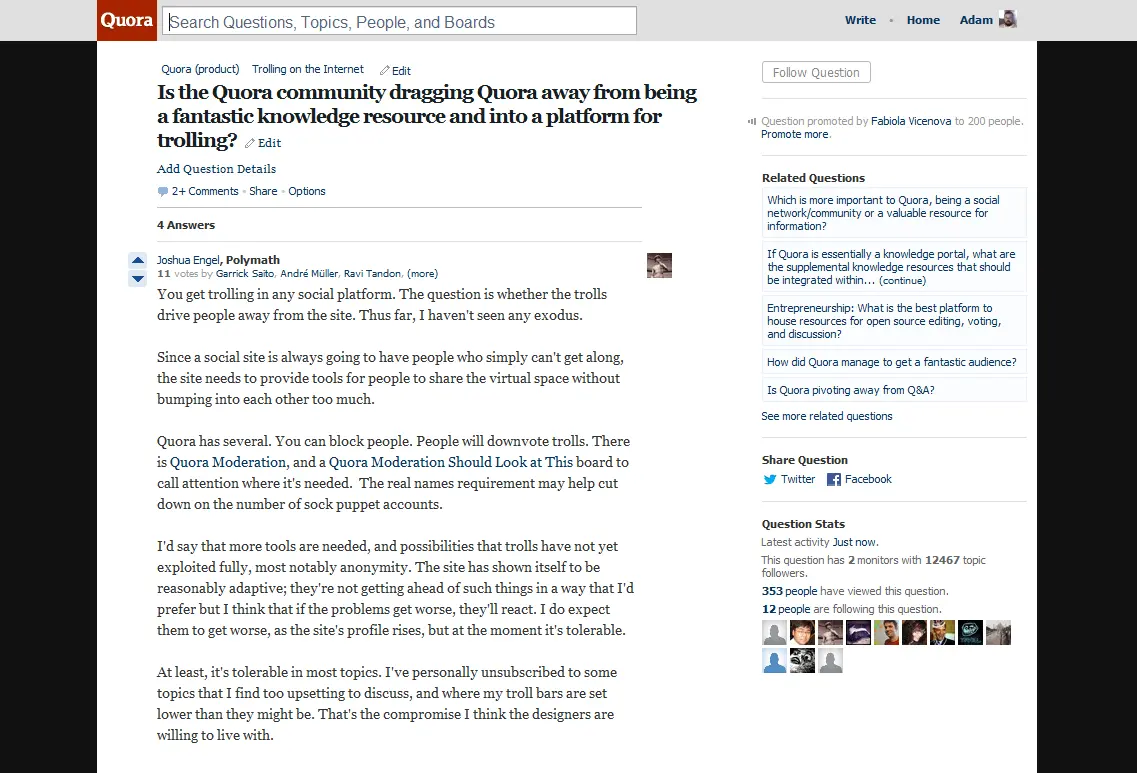 Quora
Search Questions, Topics, People, and Boards
Write • Home Adam
Quora (product) Trolling on the Internet Edit
Is the Quora community dragging Quora away from being
a fantastic knowledge resource and into a platform for
trolling? Edit
Add Question Details
2+ Comments • Share • Options
4 Answers
Joshua Engel, Polymath
11 votes by Garrick Saito, André Müller, Ravi Tandon, (more)
You get trolling in any social platform. The question is whether the trolls
drive people away from the site. Thus far, I haven't seen any exodus.
Since a social site is always going to have people who simply can't get along,
the site needs to provide tools for people to share the virtual space without
bumping into each other too much.
Quora has several. You can block people. People will downvote trolls. There
is Quora Moderation, and a Quora Moderation Should Look at This board to
call attention where it's needed. The real names requirement may help cut
down on the number of sock puppet accounts.
I'd say that more tools are needed, and possibilities that trolls have not yet
exploited fully, most notably anonymity. The site has shown itself to be
reasonably adaptive; they're not getting ahead of such things in a way that I'd
prefer but I think that if the problems get worse, they'll react. I do expect
them to get worse, as the site's profile rises, but at the moment it's tolerable.
At least, it's tolerable in most topics. I've personally unsubscribed to some
topics that I find too upsetting to discuss, and where my troll bars are set
lower than they might be. That's the compromise I think the designers are
willing to live with.
Follow Question
Question promoted by Fabiola Vicenova to 200 people.
Promote more.
Related Questions
Which is more important to Quora, being a social
network/community or a valuable resource for
information?
If Quora is essentially a knowledge portal, what are
the supplemental knowledge resources that should
be integrated within... (continue)
Entrepreneurship: What is the best platform to
house resources for open source editing, voting,
and discussion?
How did Quora manage to get a fantastic audience?
Is Quora pivoting away from Q&A?
See more related questions
Share Question
Twitter Facebook
Question Stats
Latest activity Just now.
This question has 2 monitors with 12467 topic
followers.
353 people have viewed this question.
12 people are following this question.